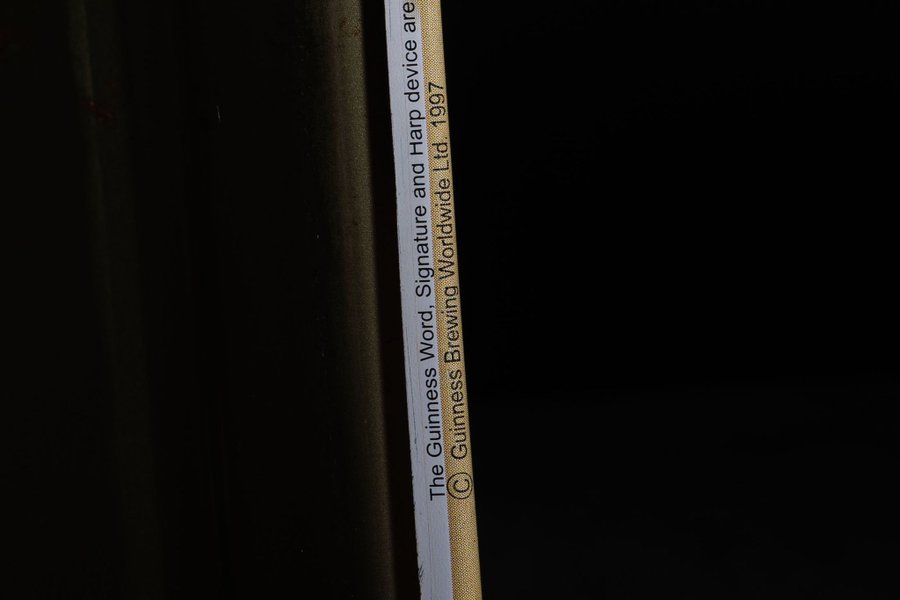 The Guinness Word, Signature and Harp device are
© Guinness Brewing Worldwide Ltd. 1997